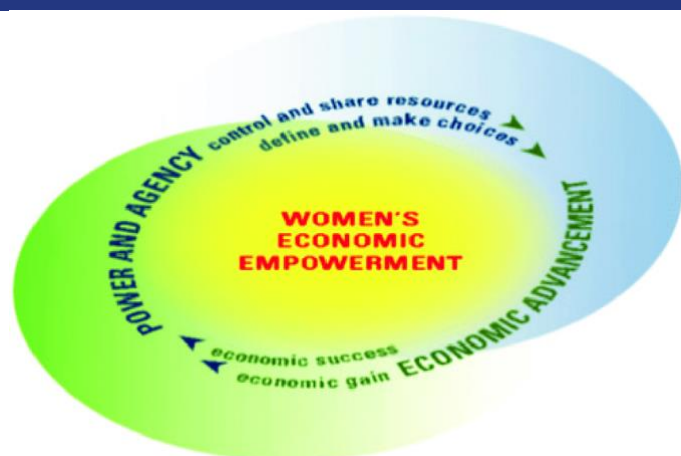 POWER AND AGENCY control and share resources
define and make choices
WOMEN'S
ECONOMIC
EMPOWERMENT
economic success
economic gain ECONOMIC ADVANCEMENT